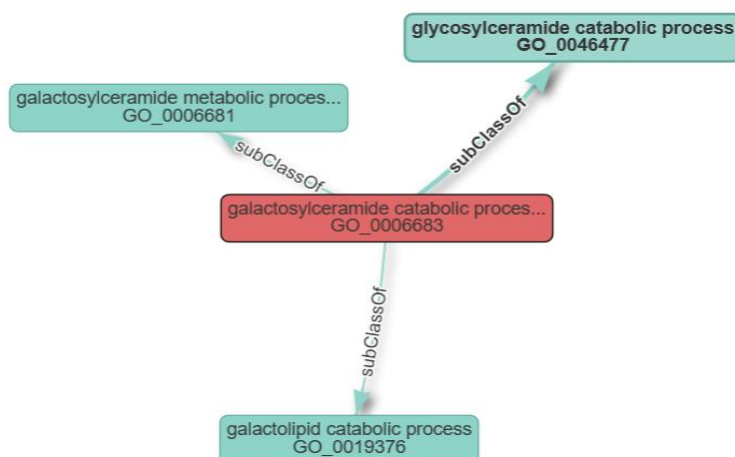 glycosylceramide catabolic process
GO_0046477
galactosylceramide metabolic proces...
GO_0006681
subClassOf
subClassOf
galactosylceramide catabolic proces...
GO_0006683
subClassOf
galactolipid catabolic process
GO_0019376